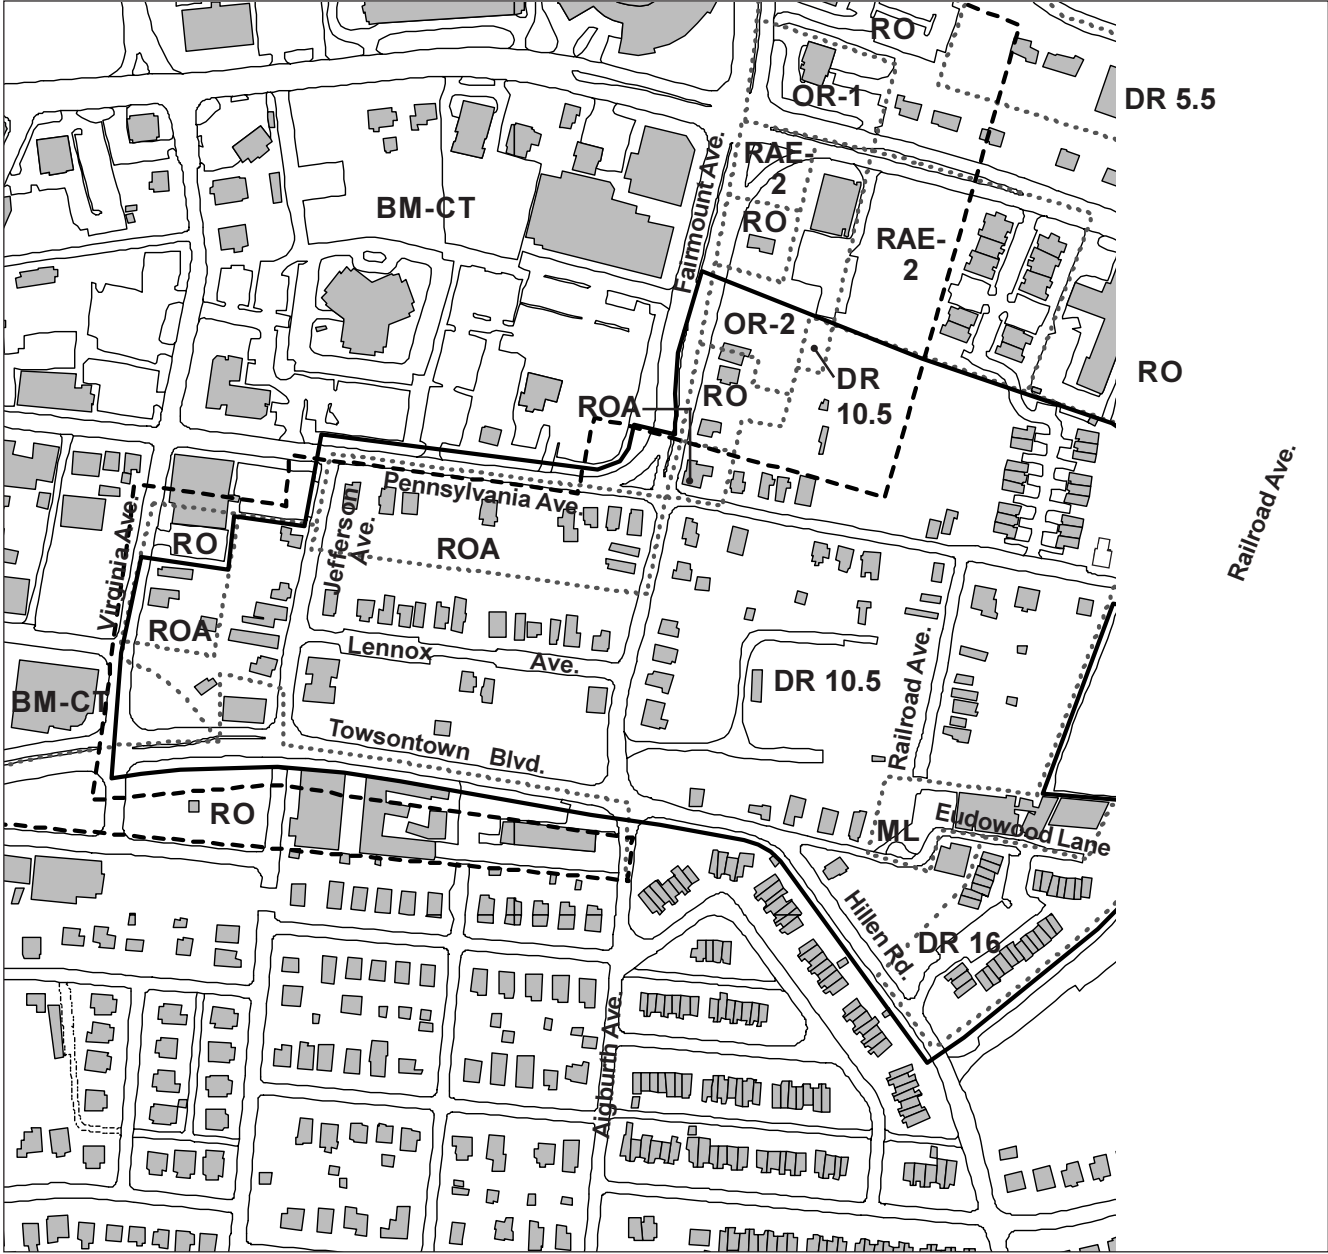 RO
OR-1
DR 5.5
Fairmount Ave.
RAE-
2
BM-CT
RO
RAE-
2
OR-2
RO
DR
10.5
ROA
RO
Railroad Ave.
Pennsylvania Ave.
Jefferson
Ave.
Virginia Ave.
RO
ROA
ROA
Lennox Ave.
DR 10.5
Railroad Ave.
BM-CT
Towsontown Blvd.
RO
ML
Eudowood Lane
Hillen Rd.
DR 16
Aigburth Ave.